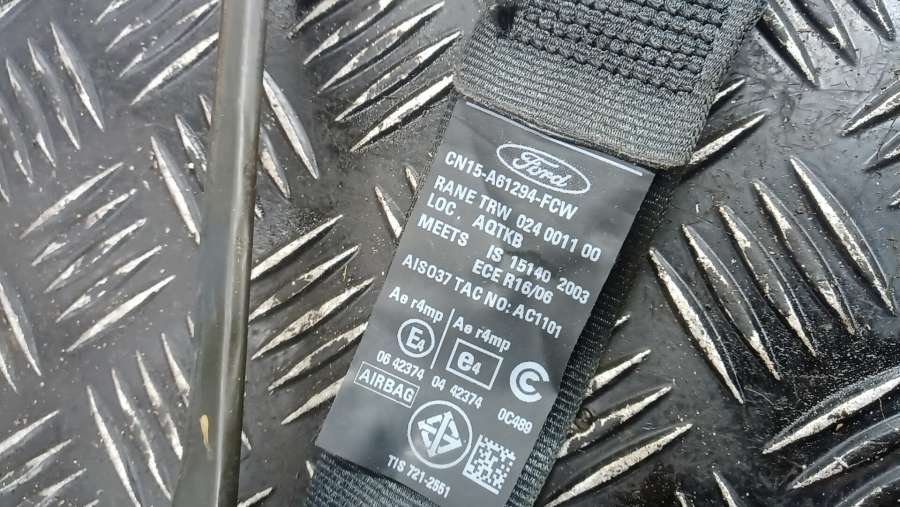 Ford
CN15-A61294-FCW
RANE TRW 024 0011 00
LOC. AQTKB
MEETS IS 15140 2003
ECE R16/06
AIS037 TAC NO: AC1101
Ae r4mp
E4
06 42374
Ae r4mp
e4
04 42374
C
0C489
AIRBAG
TIS 721-2551